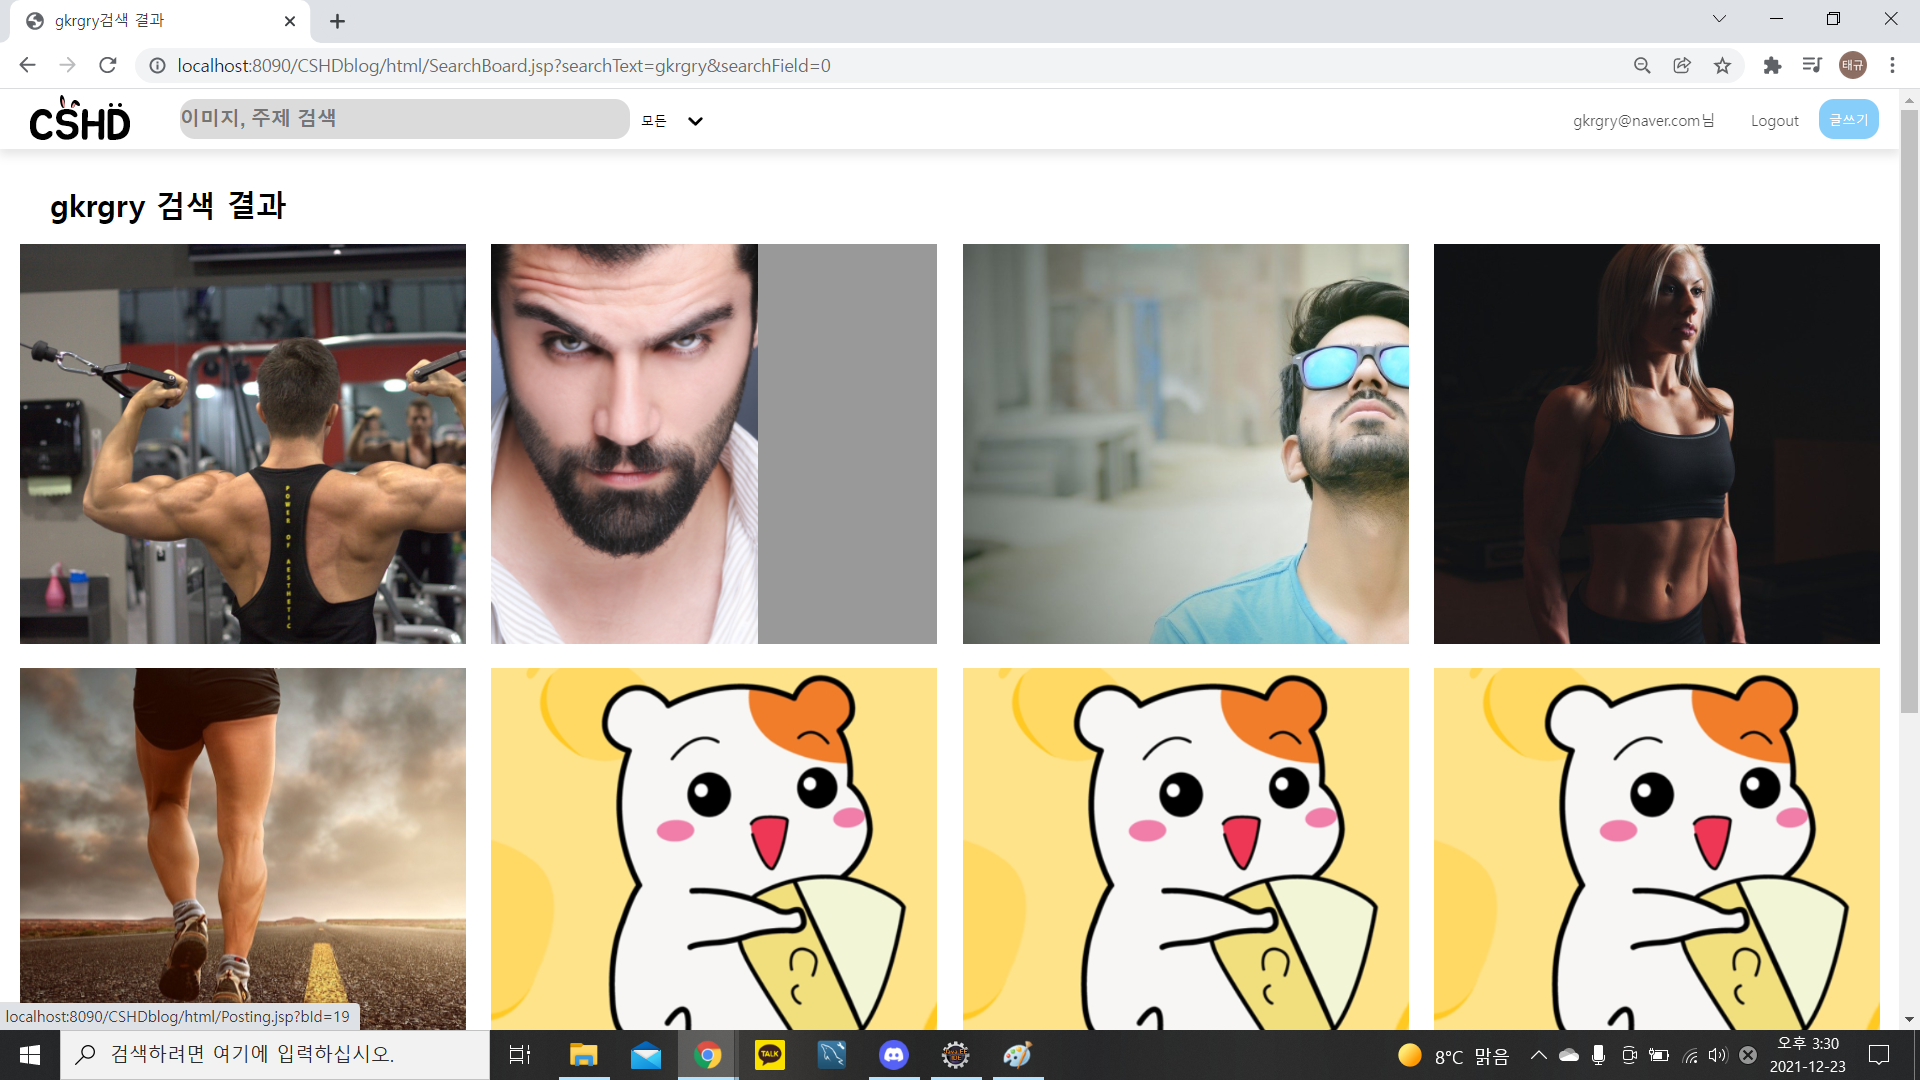 gkrgry검색 결과
localhost:8090/CSHDblog/html/SearchBoard.jsp?searchText=gkrgry&searchField=0
태규
CSHD
이미지, 주제 검색
모든
gkrgry@naver.com님
Logout
글쓰기
gkrgry 검색 결과
POWER OF AESTHETIC
localhost:8090/CSHDblog/html/Posting.jsp?bId=19
검색하려면 여기에 입력하십시오.
TALK
8°C 맑음
오후 3:30
2021-12-23